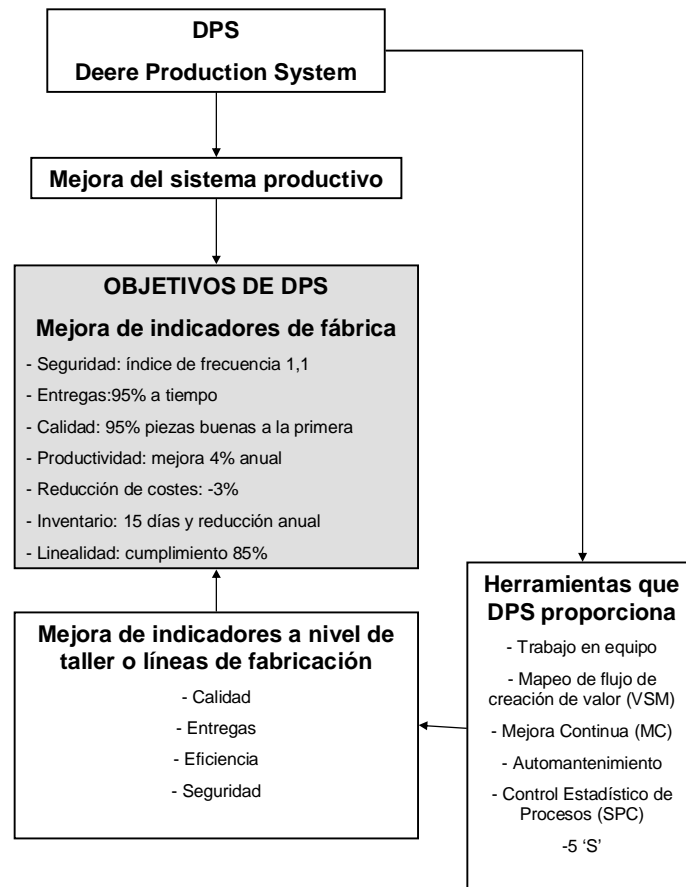 DPS
Deere Production System
Mejora del sistema productivo
OBJETIVOS DE DPS
Mejora de indicadores de fábrica
- Seguridad: índice de frecuencia 1,1
- Entregas:95% a tiempo
- Calidad: 95% piezas buenas a la primera
- Productividad: mejora 4% anual
- Reducción de costes: -3%
- Inventario: 15 días y reducción anual
- Linealidad: cumplimiento 85%
Mejora de indicadores a nivel de
taller o líneas de fabricación
- Calidad
- Entregas
- Eficiencia
- Seguridad
Herramientas que
DPS proporciona
- Trabajo en equipo
- Mapeo de flujo de
creación de valor (VSM)
- Mejora Continua (MC)
- Automantenimiento
- Control Estadístico de
Procesos (SPC)
-5 ‘S’